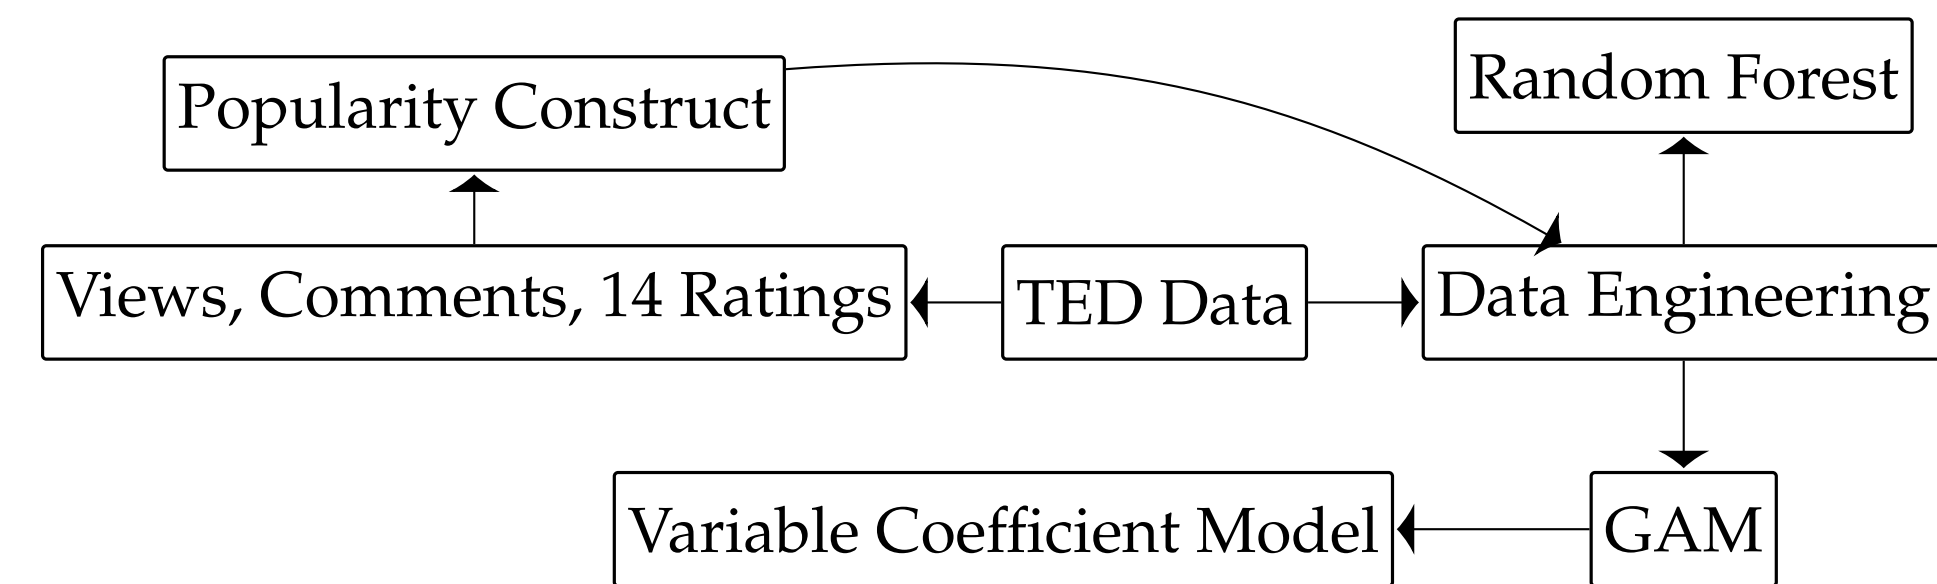 Popularity Construct
Random Forest
Views, Comments, 14 Ratings
TED Data
Data Engineering
Variable Coefficient Model
GAM